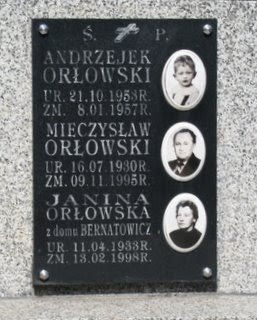 Ś. P.
ANDRZEJEK
ORŁOWSKI
UR. 21.10.1953R.
ZM. 8.01.1957R.
MIECZYSŁAW
ORŁOWSKI
UR. 16.07.1930R.
ZM. 09.11.1995R.
JANINA
ORŁOWSKA
z domu BERNATOWICZ
UR. 11.04.1933R.
ZM. 13.02.1998R.